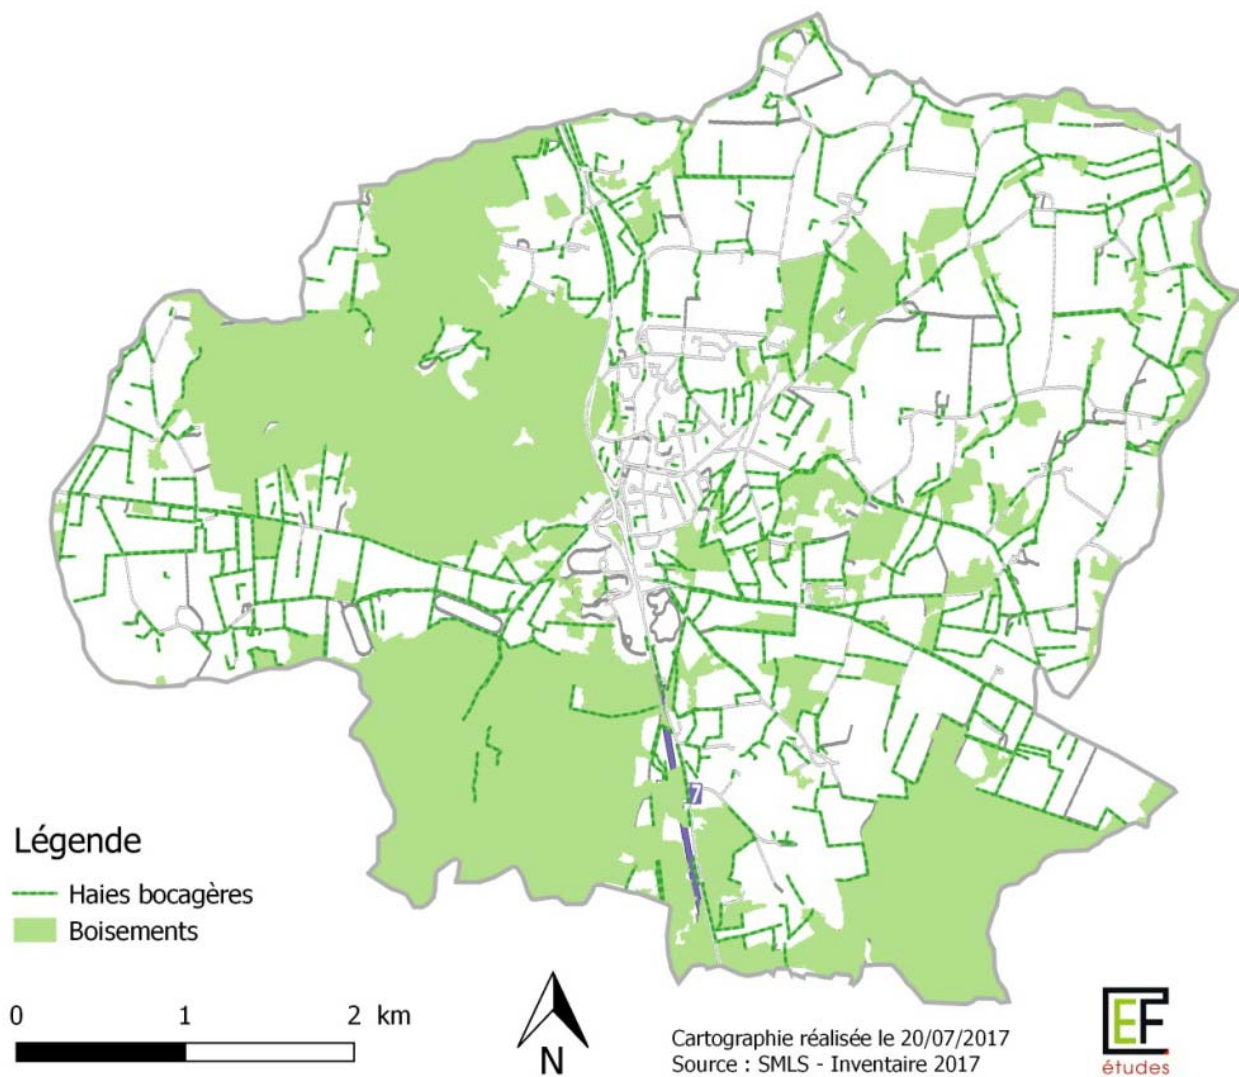 7
Légende
Haies bocagères
Boisements
0 1 2 km
N
Cartographie réalisée le 20/07/2017
Source : SMLS - Inventaire 2017
EF
études